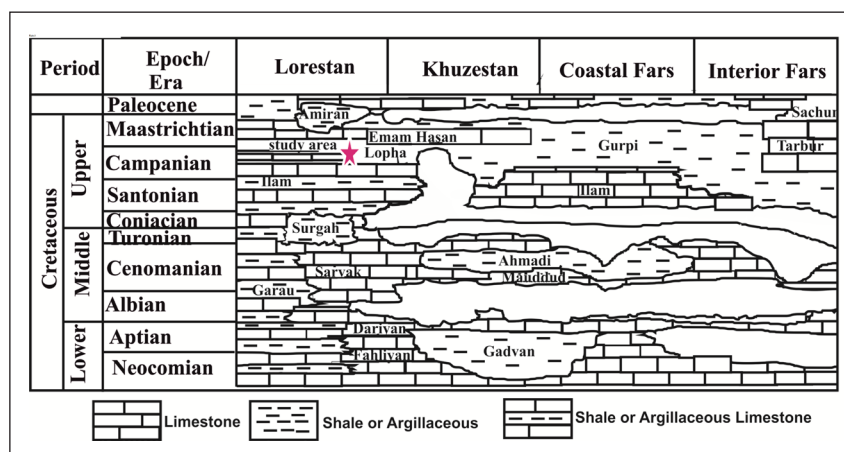 Period Epoch/ Era Lorestan Khuzestan Coastal Fars Interior Fars
Paleocene
Amiran
Sachun
Maastrichtian
Emam Hasan
Tarbur
study area
Lopha
Gurpi
Campanian
Upper
Ilam
Ilam
Santonian
Coniacian
Surgah
Turonian
Cretaceous
Middle
Ahmadi
Cenomanian
Sarvak
Mauddud
Garau
Albian
Aptian
Dariyan
Lower
Fahliyan
Gadvan
Neocomian
Limestone
Shale or Argillaceous
Shale or Argillaceous Limestone